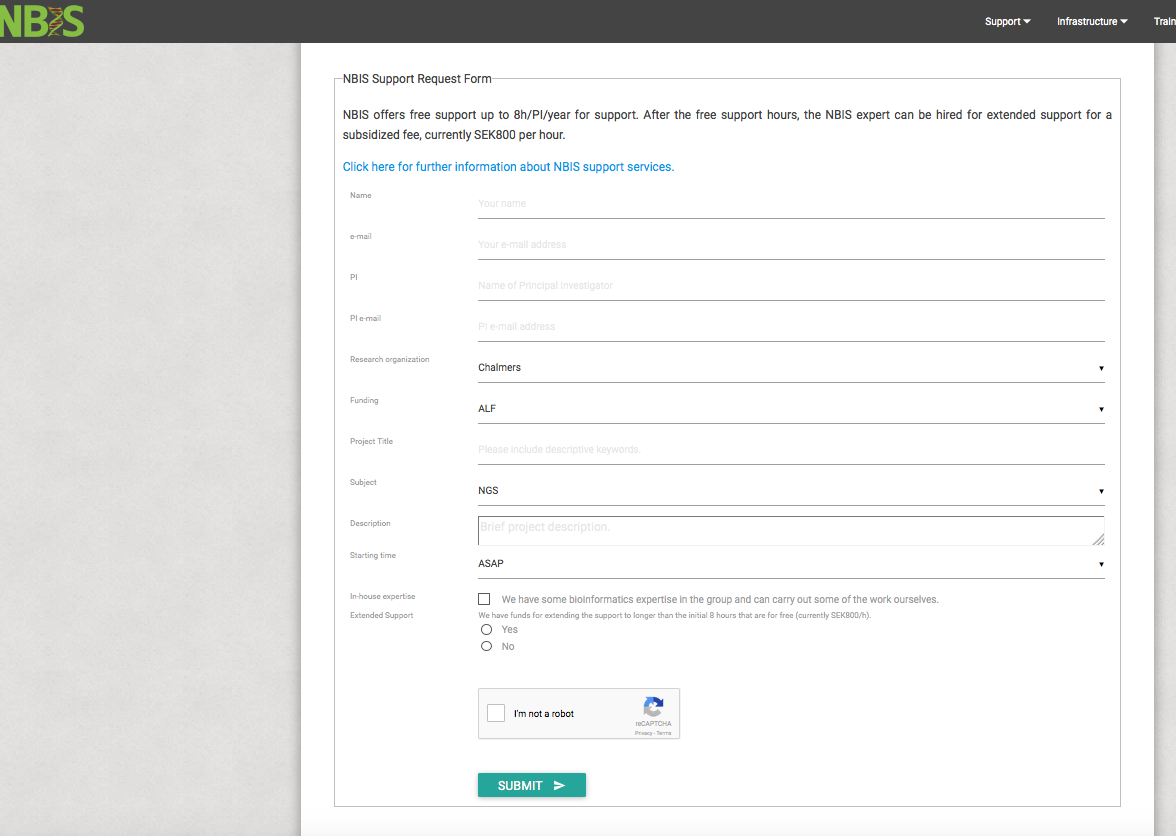 NBIS
Support Infrastructure Train
NBIS Support Request Form
NBIS offers free support up to 8h/PI/year for support. After the free support hours, the NBIS expert can be hired for extended support for a
subsidized fee, currently SEK800 per hour.
Click here for further information about NBIS support services.
Name
Your name
e-mail
Your e-mail address
PI
Name of Principal Investigator
PI e-mail
PI e-mail address
Research organization
Chalmers
Funding
ALF
Project Title
Please include descriptive keywords.
Subject
NGS
Description
Brief project description.
Starting time
ASAP
In-house expertise
We have some bioinformatics expertise in the group and can carry out some of the work ourselves.
Extended Support
We have funds for extending the support to longer than the initial 8 hours that are for free (currently SEK800/h).
Yes
No
I'm not a robot
reCAPTCHA
Privacy - Terms
SUBMIT